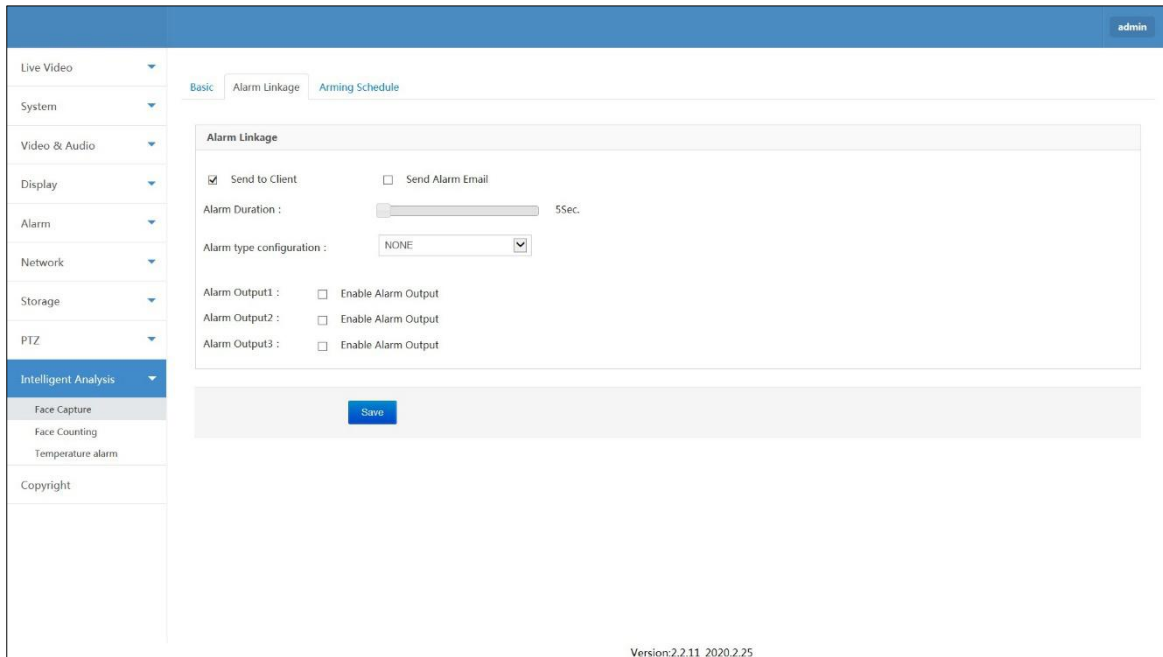 admin
Live Video
System
Video & Audio
Display
Alarm
Network
Storage
PTZ
Intelligent Analysis
Face Capture
Face Counting
Temperature alarm
Copyright
Basic Alarm Linkage Arming Schedule
Alarm Linkage
Send to Client Send Alarm Email
Alarm Duration : 5Sec.
Alarm type configuration : NONE
Alarm Output1 : Enable Alarm Output
Alarm Output2 : Enable Alarm Output
Alarm Output3 : Enable Alarm Output
Save
Version:2.2.11 2020.2.25